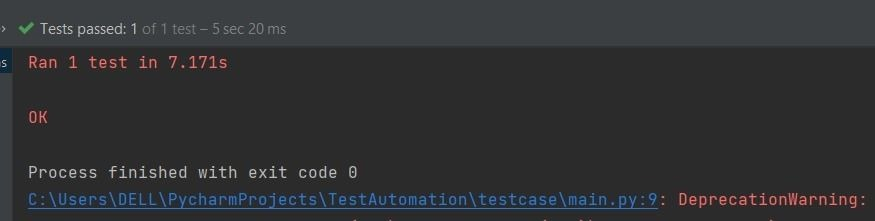 Tests passed: 1 of 1 test – 5 sec 20 ms
Ran 1 test in 7.171s
OK
Process finished with exit code 0
C:\Users\DELL\PycharmProjects\TestAutomation\testcase\main.py:9: DeprecationWarning: